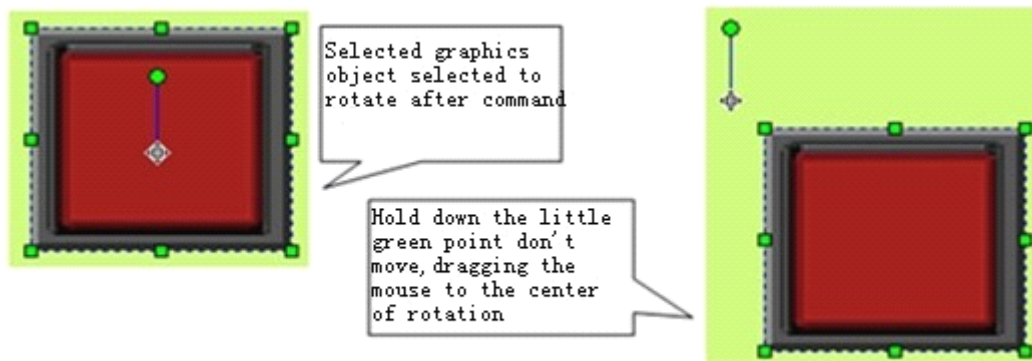 Selected graphics
object selected to
rotate after command
Hold down the little
green point don't
move,dragging the
mouse to the center
of rotation